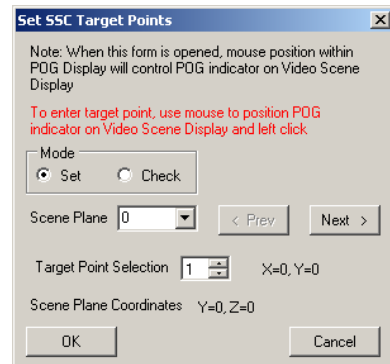 Set SSC Target Points
Note: When this form is opened, mouse position within
POG Display will control POG indicator on Video Scene
Display
To enter target point, use mouse to position POG
indicator on Video Scene Display and left click
Mode
Set Check
Scene Plane 0 < Prev Next >
Target Point Selection 1 X=0, Y=0
Scene Plane Coordinates Y=0, Z=0
OK Cancel